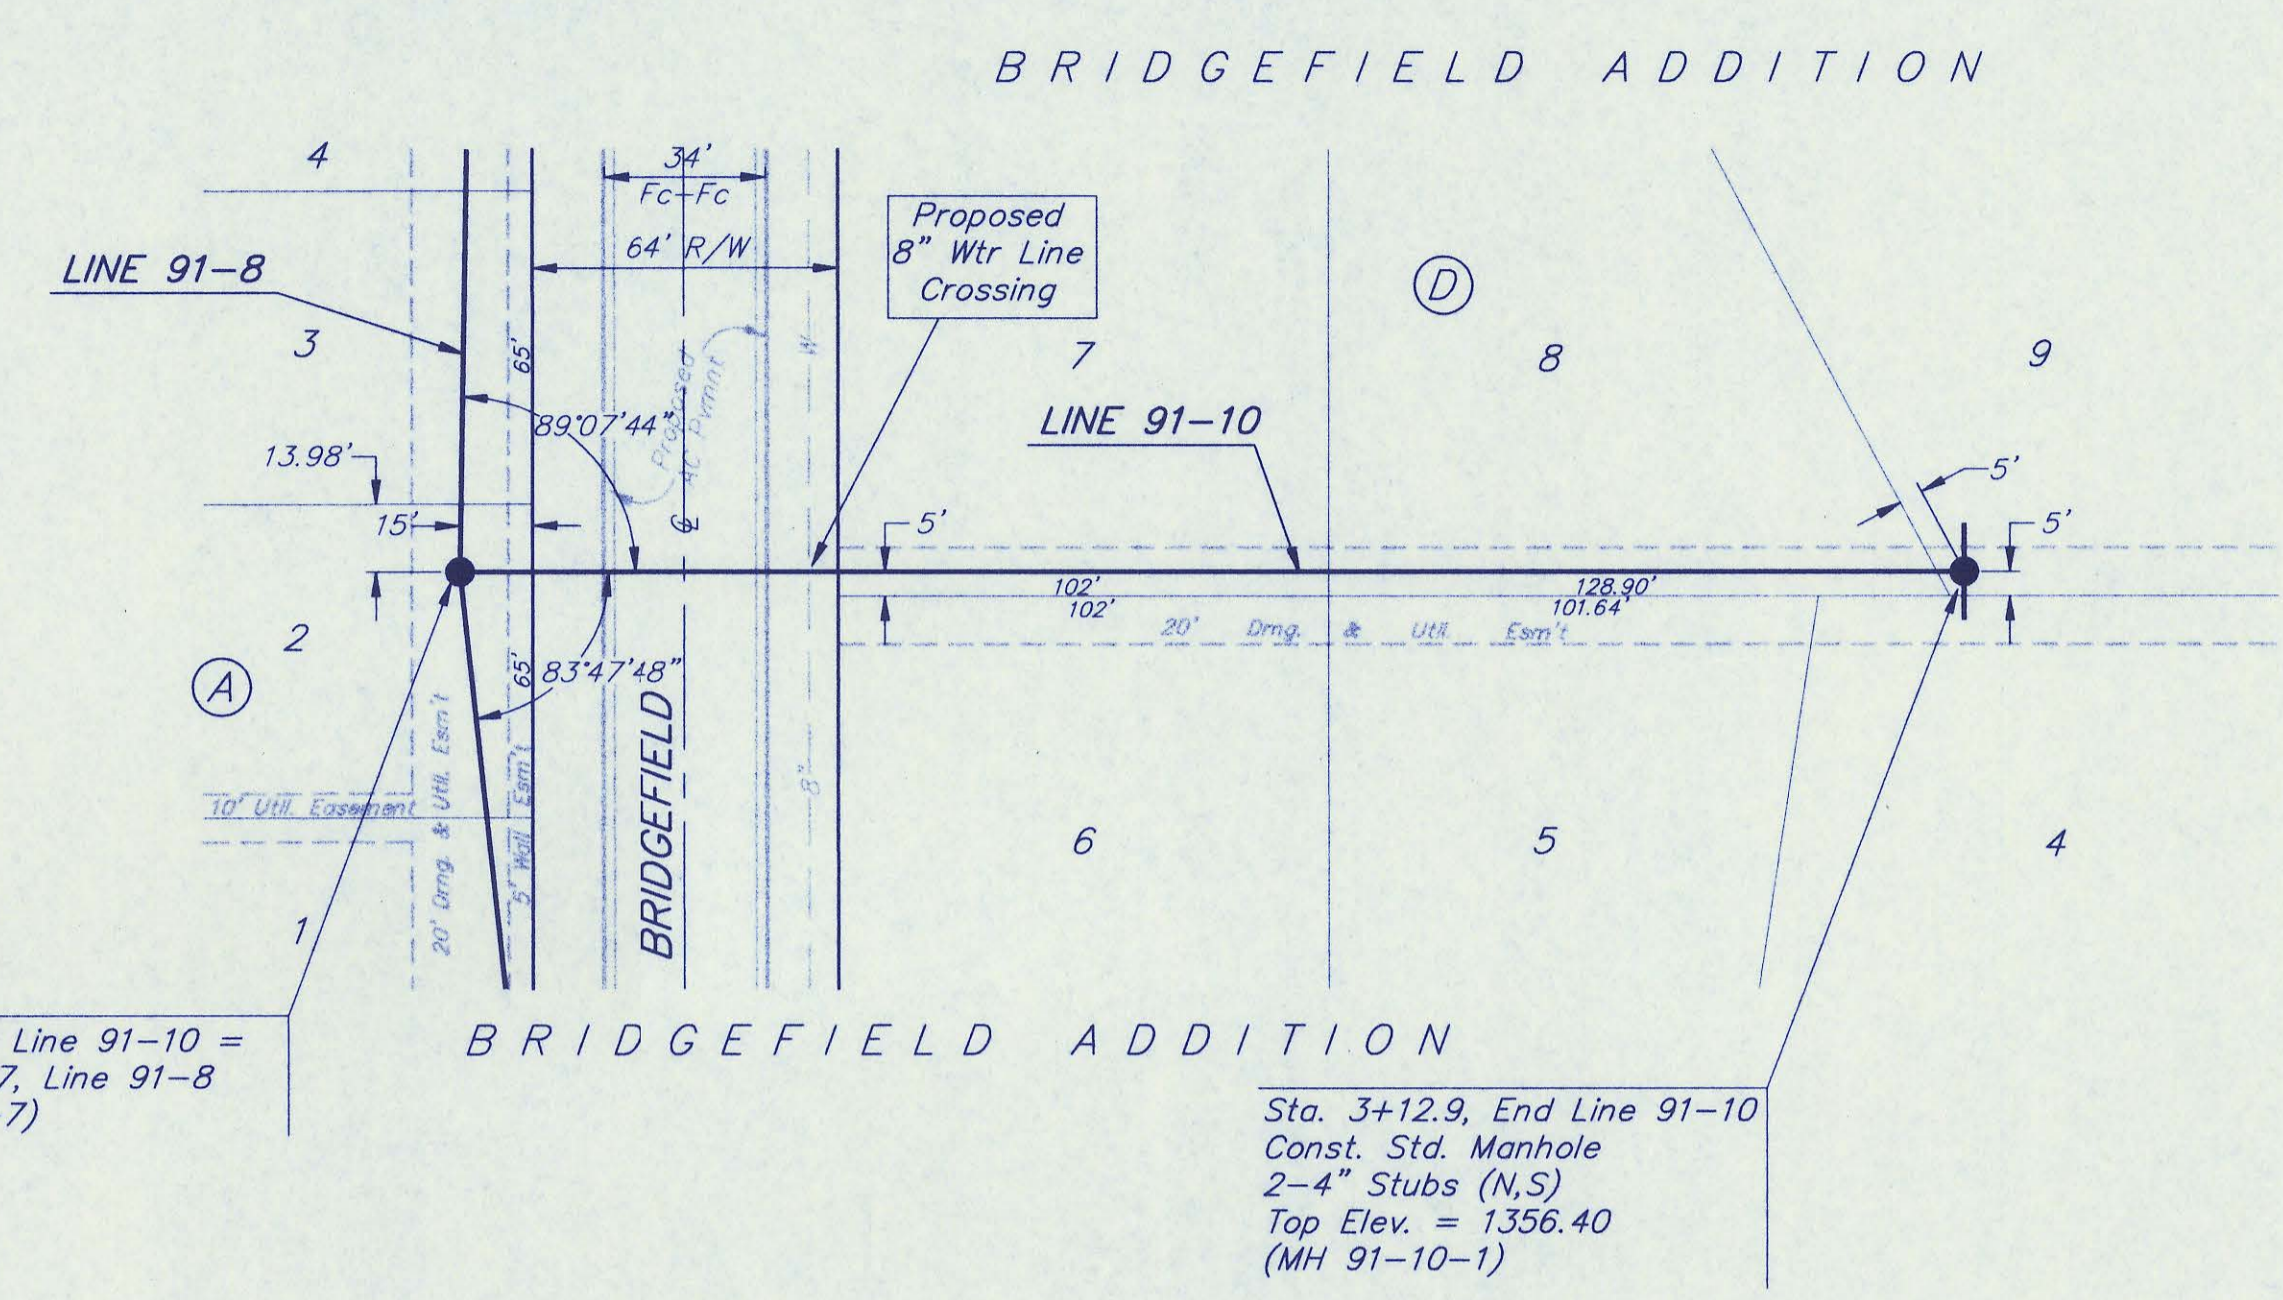 BRIDGEFIELD ADDITION
4
34'
Fc-Fc
64' R/W
Proposed
8" Wtr Line
Crossing
LINE 91-8
D
3
65'
W
7
8
9
89°07'44"
Proposed
AC Pvmnt
LINE 91-10
13.98'
15'
℄
5'
5'
5'
102'
128.90'
102'
101.64'
20' Drng. & Util. Esm't
2
A
65'
83°47'48"
BRIDGEFIELD
20' Drng. & Util. Esm't
5' Wall Esm't
8"
10' Util. Easement
6
5
4
1
Line 91-10 =
7, Line 91-8
7)
BRIDGEFIELD ADDITION
Sta. 3+12.9, End Line 91-10
Const. Std. Manhole
2-4" Stubs (N,S)
Top Elev. = 1356.40
(MH 91-10-1)